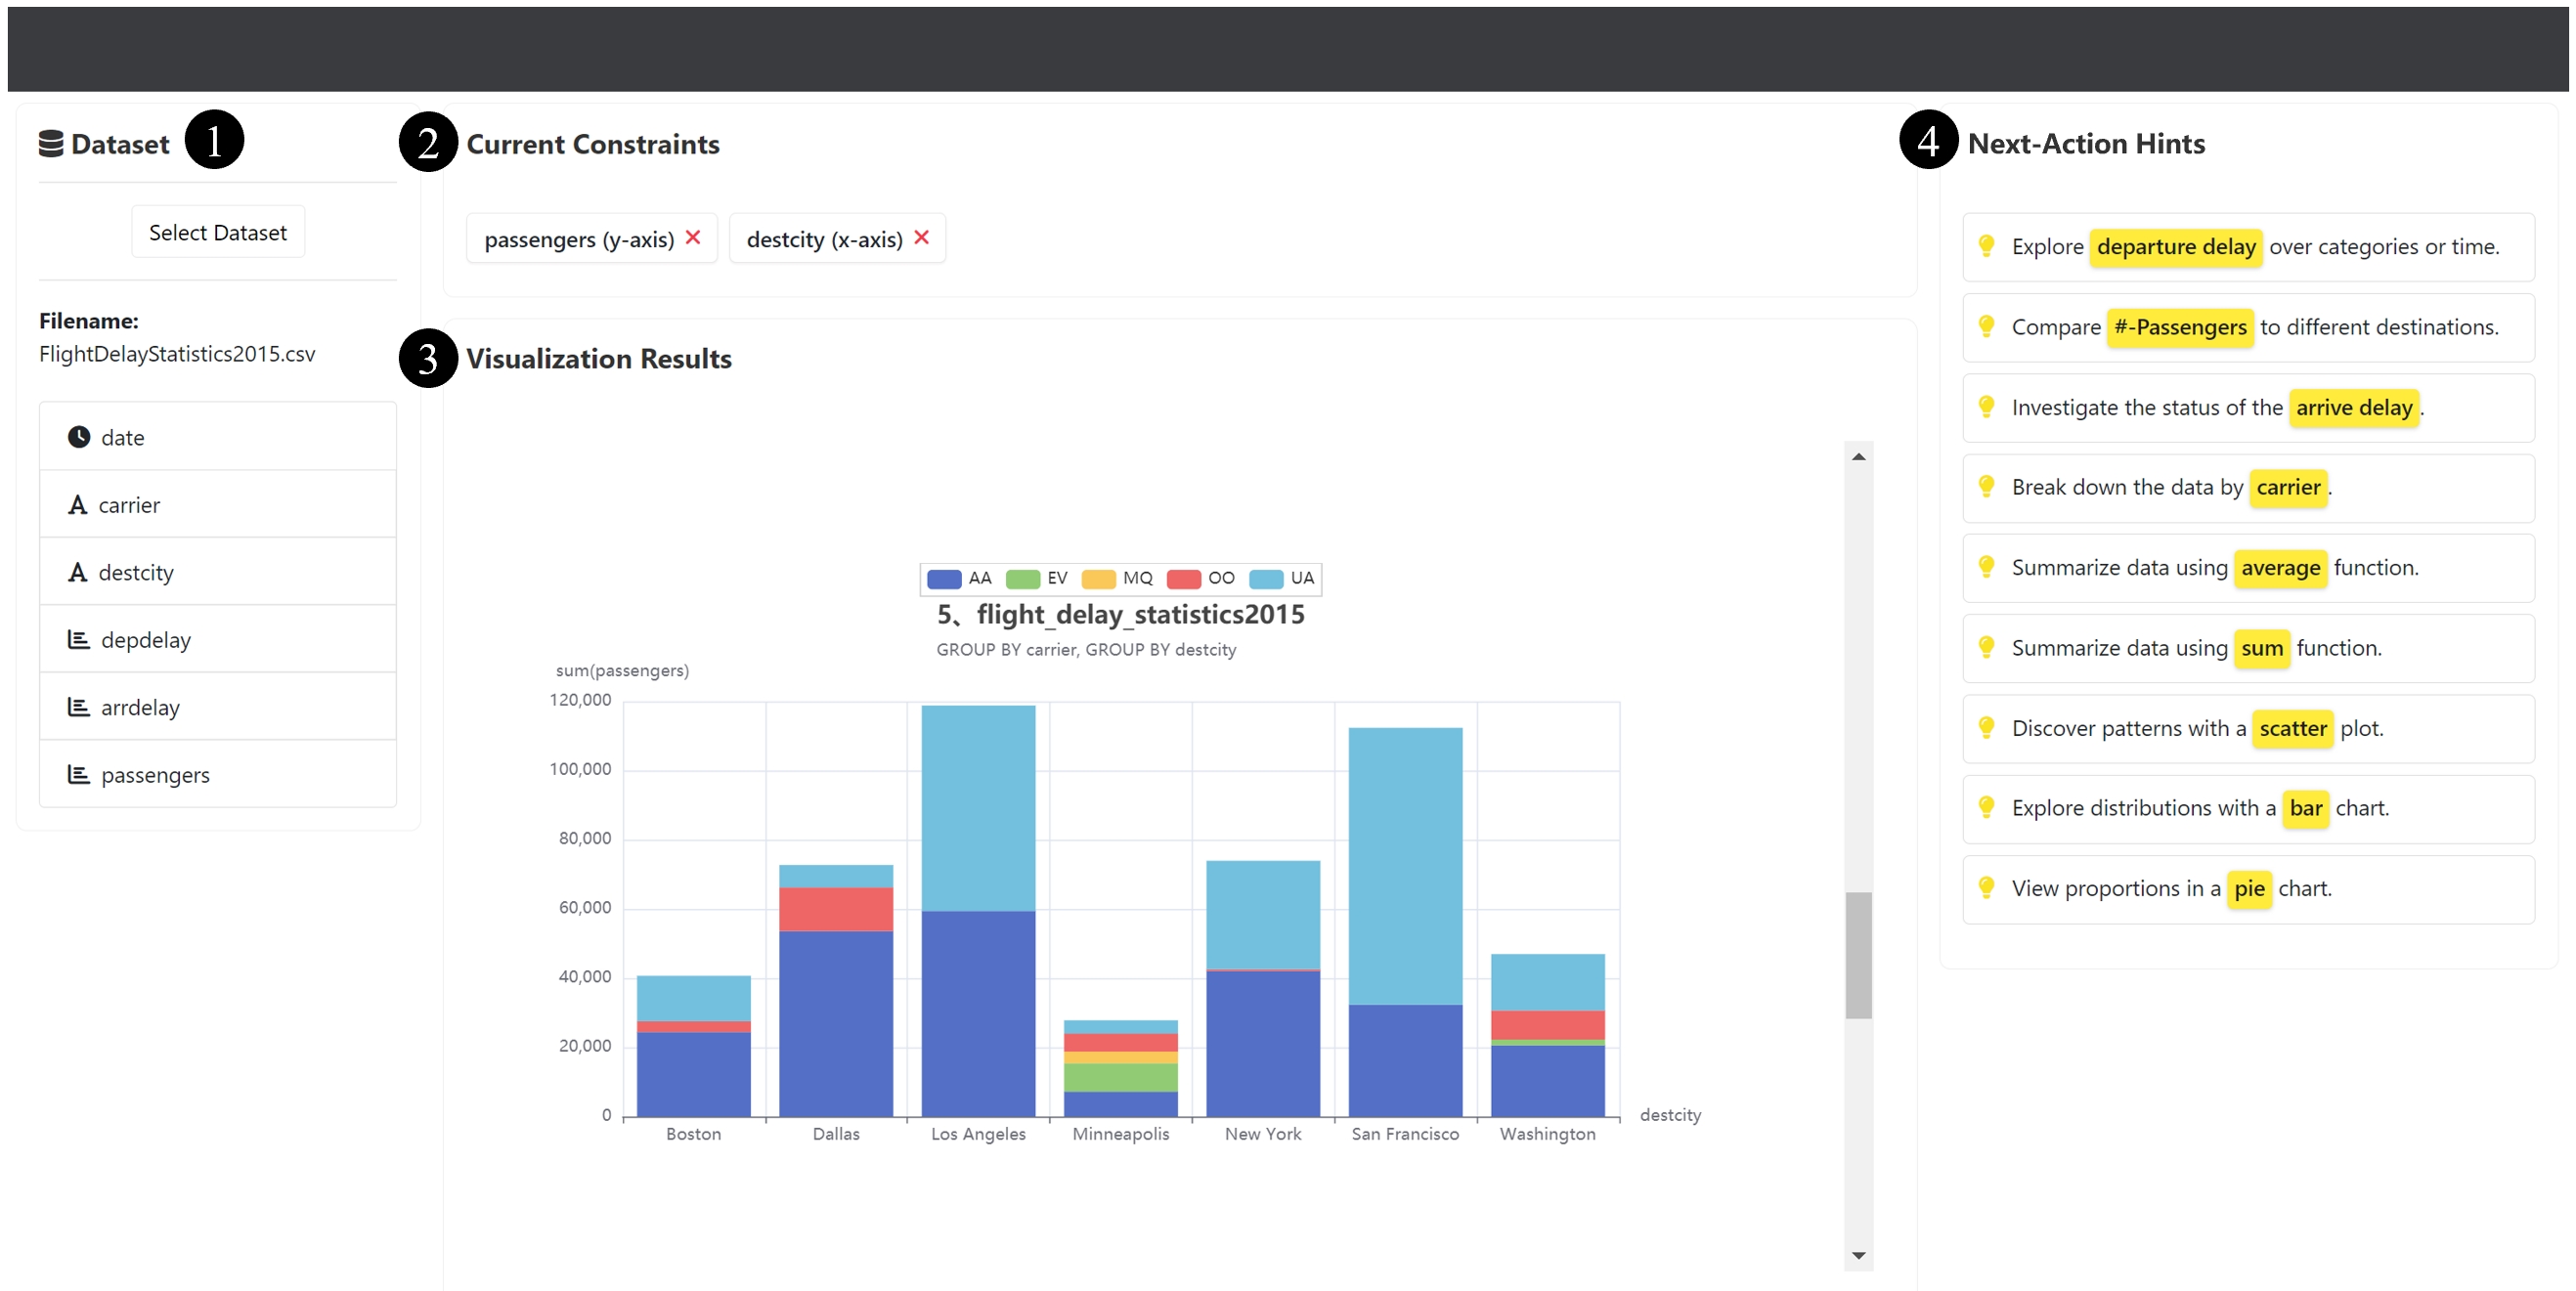 Dataset 1
Select Dataset
Filename:
FlightDelayStatistics2015.csv
date
carrier
destcity
depdelay
arrdelay
passengers
2 Current Constraints
passengers (y-axis) ✕ destcity (x-axis) ✕
3 Visualization Results
AA EV MQ OO UA
5、flight_delay_statistics2015
GROUP BY carrier, GROUP BY destcity
sum(passengers)
120,000
100,000
80,000
60,000
40,000
20,000
0
Boston Dallas Los Angeles Minneapolis New York San Francisco Washington
destcity
4 Next-Action Hints
Explore departure delay over categories or time.
Compare #-Passengers to different destinations.
Investigate the status of the arrive delay.
Break down the data by carrier.
Summarize data using average function.
Summarize data using sum function.
Discover patterns with a scatter plot.
Explore distributions with a bar chart.
View proportions in a pie chart.